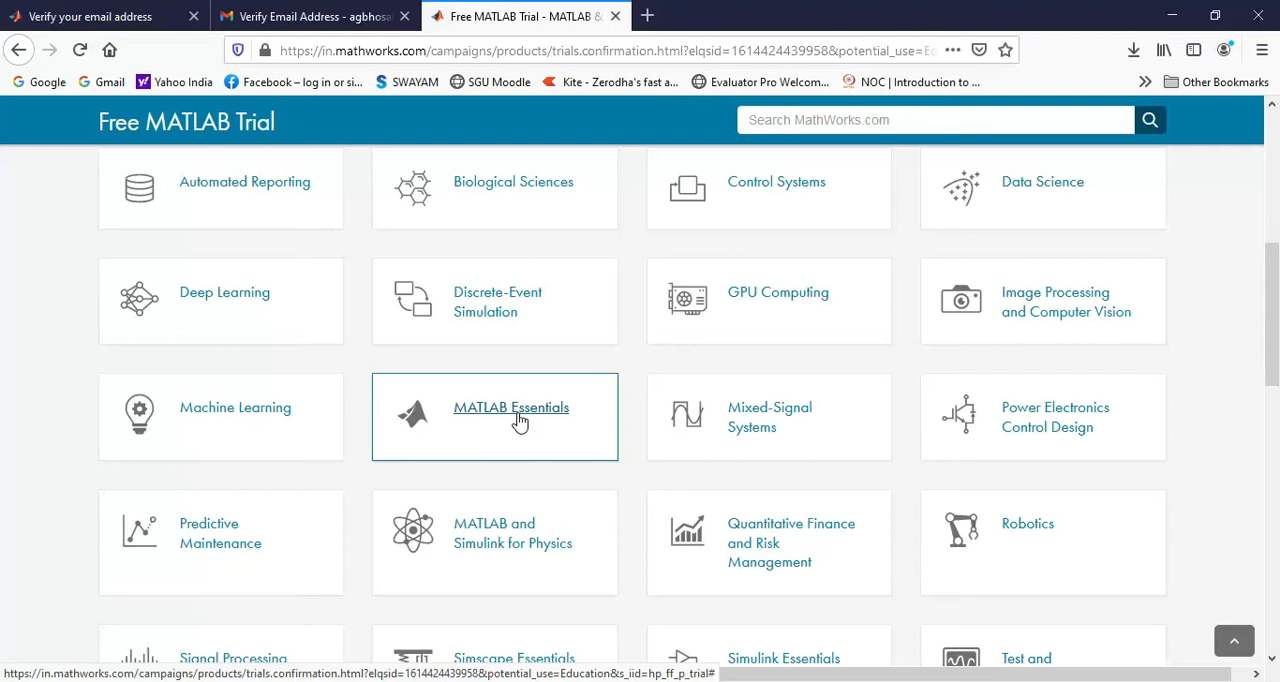 Verify your email address
Verify Email Address - agbhosa
Free MATLAB Trial - MATLAB &
https://in.mathworks.com/campaigns/products/trials.confirmation.html?elqsid=1614424439958&potential_use=Ec
Google
Gmail
Yahoo India
Facebook – log in or si...
SWAYAM
SGU Moodle
Kite - Zerodha's fast a...
Evaluator Pro Welcom...
NOC | Introduction to ...
Other Bookmarks
Free MATLAB Trial
Search MathWorks.com
Automated Reporting
Biological Sciences
Control Systems
Data Science
Deep Learning
Discrete-Event
Simulation
GPU Computing
Image Processing
and Computer Vision
Machine Learning
MATLAB Essentials
Mixed-Signal
Systems
Power Electronics
Control Design
Predictive
Maintenance
MATLAB and
Simulink for Physics
Quantitative Finance
and Risk
Management
Robotics
Signal Processing
Simscape Essentials
Simulink Essentials
Test and
https://in.mathworks.com/campaigns/products/trials.confirmation.html?elqsid=1614424439958&potential_use=Education&s_iid=hp_ff_p_trial#